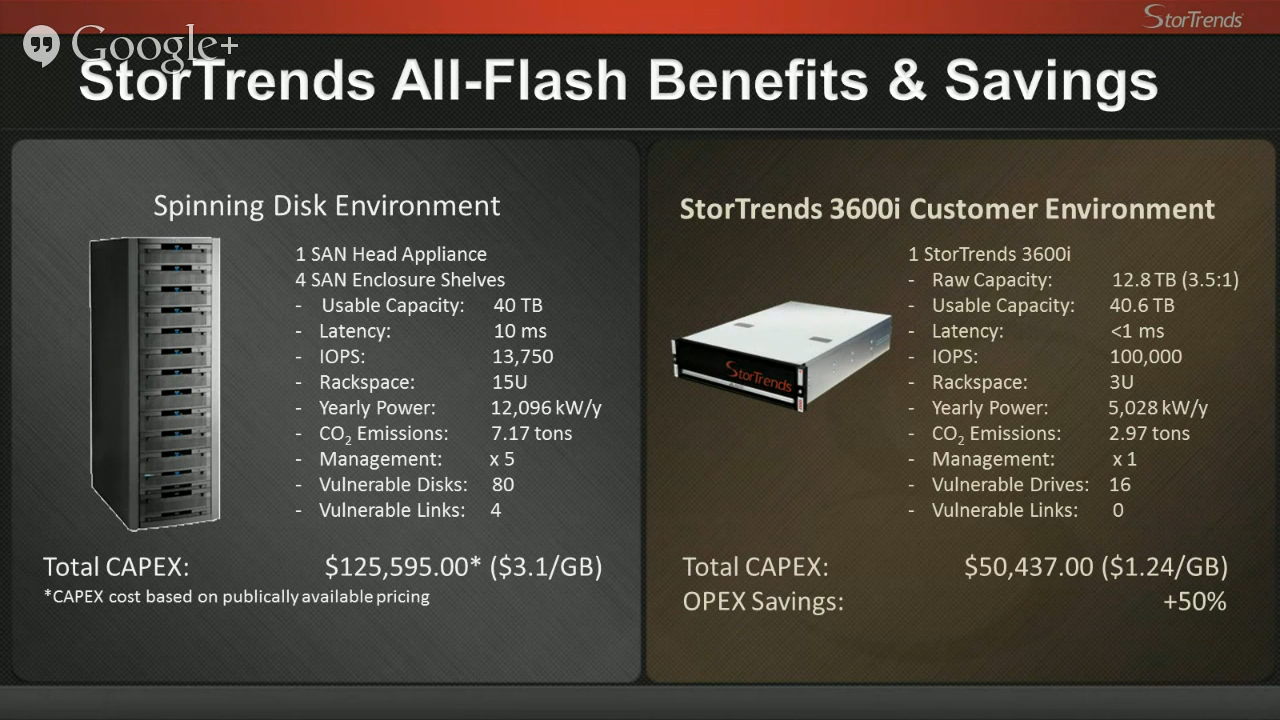 StorTrends
Google+
StorTrends All-Flash Benefits & Savings
Spinning Disk Environment
1 SAN Head Appliance
4 SAN Enclosure Shelves
- Usable Capacity: 40 TB
- Latency: 10 ms
- IOPS: 13,750
- Rackspace: 15U
- Yearly Power: 12,096 kW/y
- CO₂ Emissions: 7.17 tons
- Management: x 5
- Vulnerable Disks: 80
- Vulnerable Links: 4
Total CAPEX: $125,595.00* ($3.1/GB)
*CAPEX cost based on publically available pricing
StorTrends 3600i Customer Environment
StorTrends
1 StorTrends 3600i
- Raw Capacity: 12.8 TB (3.5:1)
- Usable Capacity: 40.6 TB
- Latency: <1 ms
- IOPS: 100,000
- Rackspace: 3U
- Yearly Power: 5,028 kW/y
- CO₂ Emissions: 2.97 tons
- Management: x 1
- Vulnerable Drives: 16
- Vulnerable Links: 0
Total CAPEX: $50,437.00 ($1.24/GB)
OPEX Savings: +50%